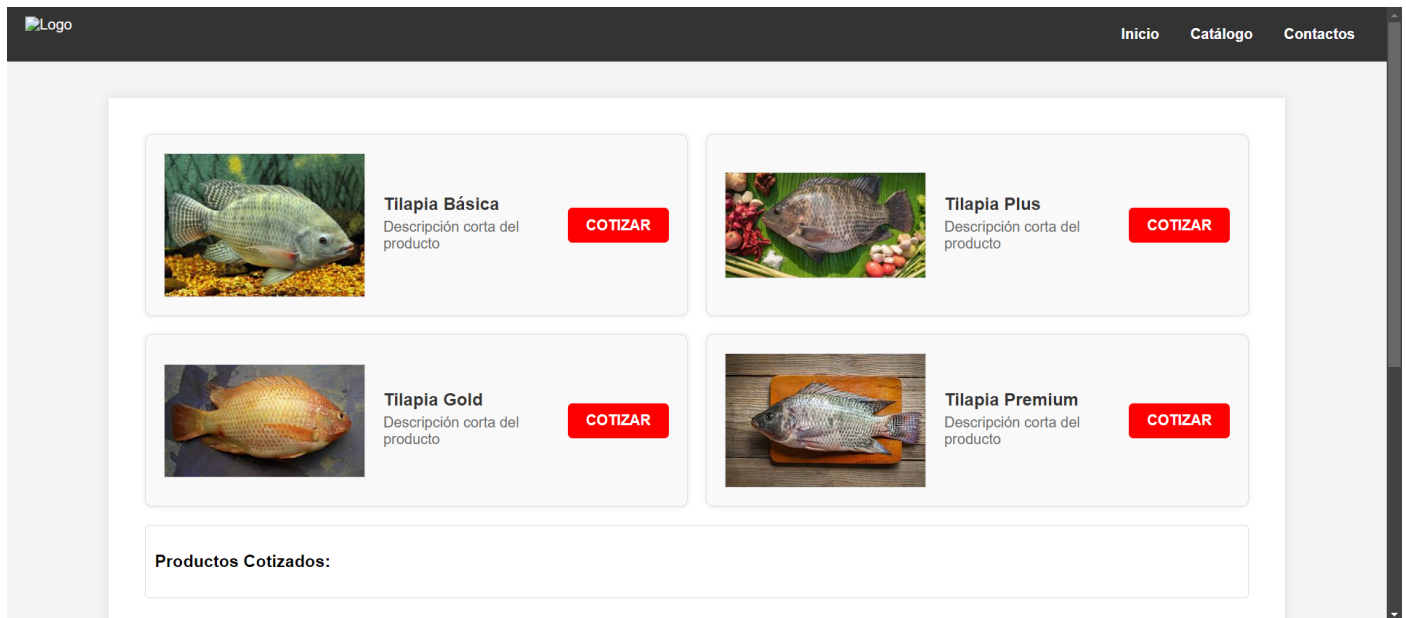 Logo
Inicio Catálogo Contactos
Tilapia Básica
Descripción corta del
producto
COTIZAR
Tilapia Plus
Descripción corta del
producto
COTIZAR
Tilapia Gold
Descripción corta del
producto
COTIZAR
Tilapia Premium
Descripción corta del
producto
COTIZAR
Productos Cotizados: